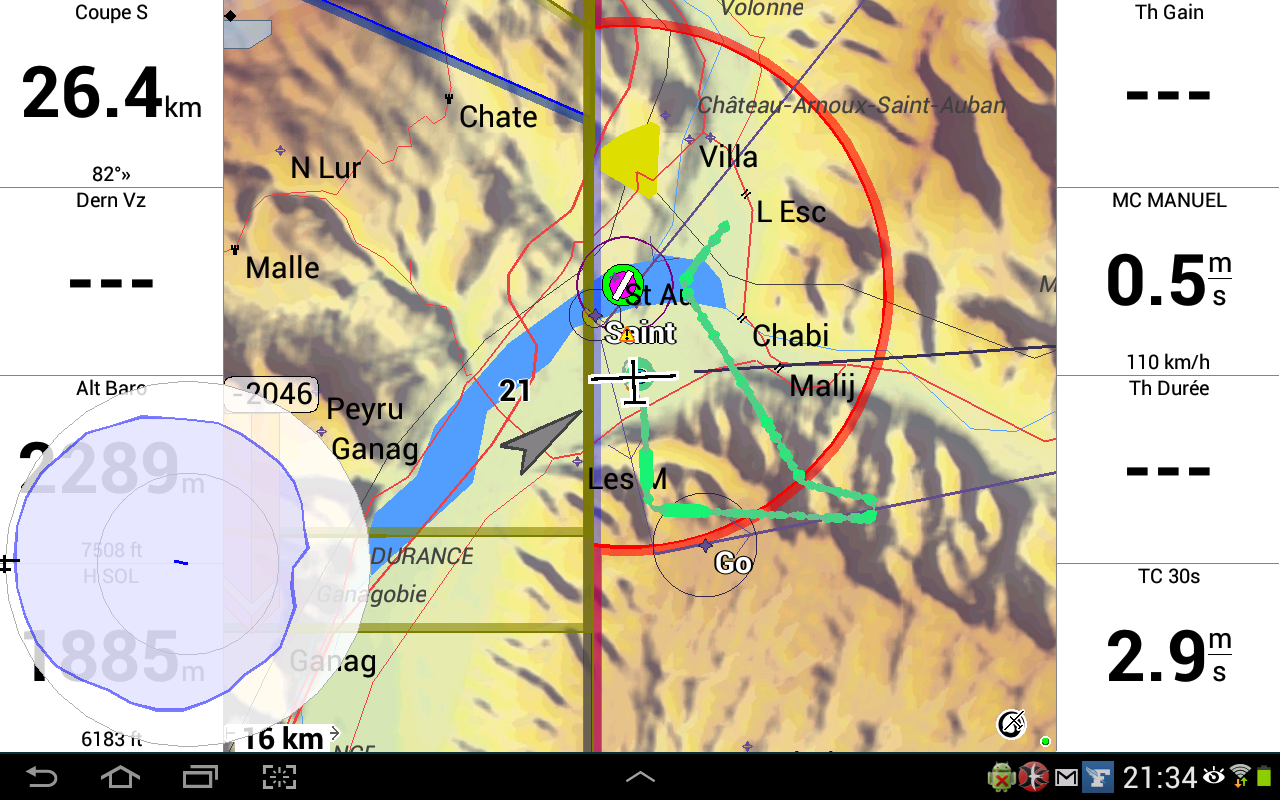 Coupe S
26.4km
82°»
Dern Vz
---
Alt Baro
2289m
7508 ft
H SOL
1885m
6183 ft
Volonne
Château-Arnoux-Saint-Auban
Chate
Villa
N Lur
L Esc
Malle
St Au
Saint
Chabi
-2046
21
Malij
Peyru
Ganag
Les M
DURANCE
Go
Ganagobie
Ganag
16 km
Th Gain
---
MC MANUEL
0.5 m/s
110 km/h
Th Durée
---
TC 30s
2.9 m/s
21:34